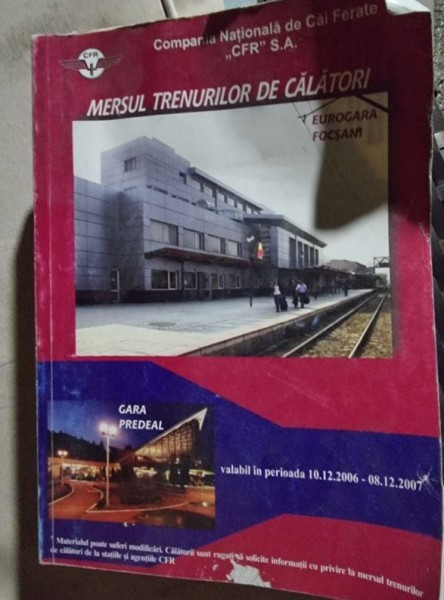 CFR
Compania Națională de Căi Ferate
„CFR” S.A.
MERSUL TRENURILOR DE CĂLĂTORI
EUROGARA
FOCȘANI
GARA
PREDEAL
valabil în perioada 10.12.2006 - 08.12.2007
* Materialul poate suferi modificări. Călătorii sunt rugați să solicite informații cu privire la mersul trenurilor
de călători de la stațiile și agențiile CFR